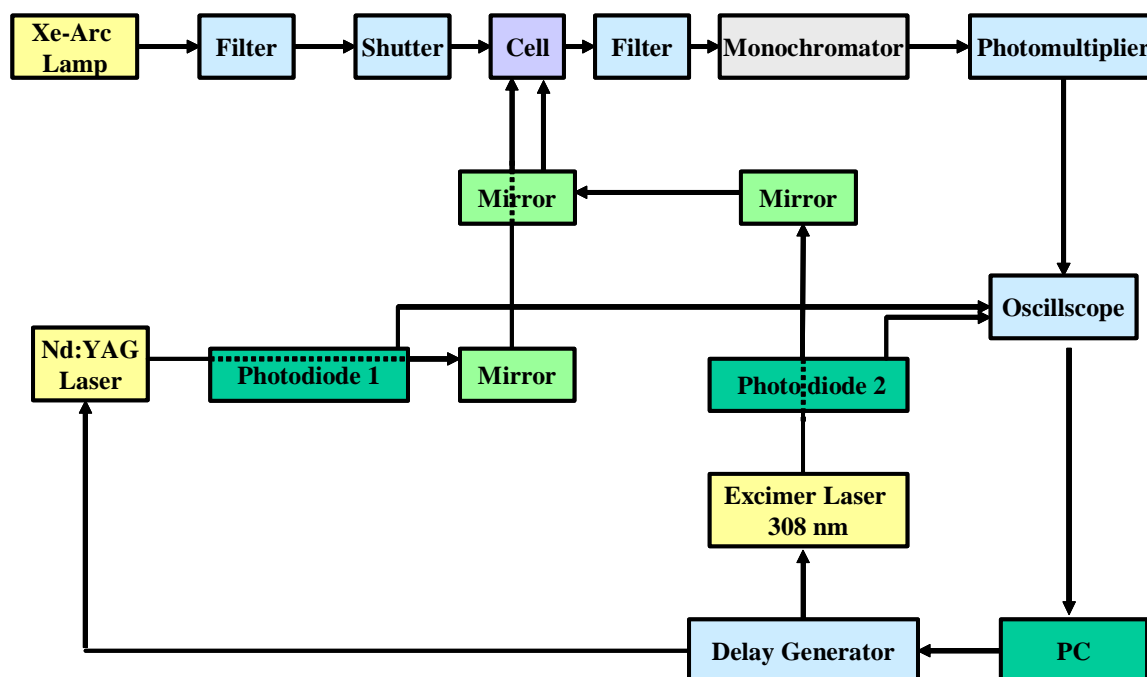 Xe-Arc
Lamp
Filter
Shutter
Cell
Filter
Monochromator
Photomultiplier
Mirror
Mirror
Oscillscope
Nd:YAG
Laser
Photodiode 1
Mirror
Photodiode 2
Excimer Laser
308 nm
Delay Generator
PC